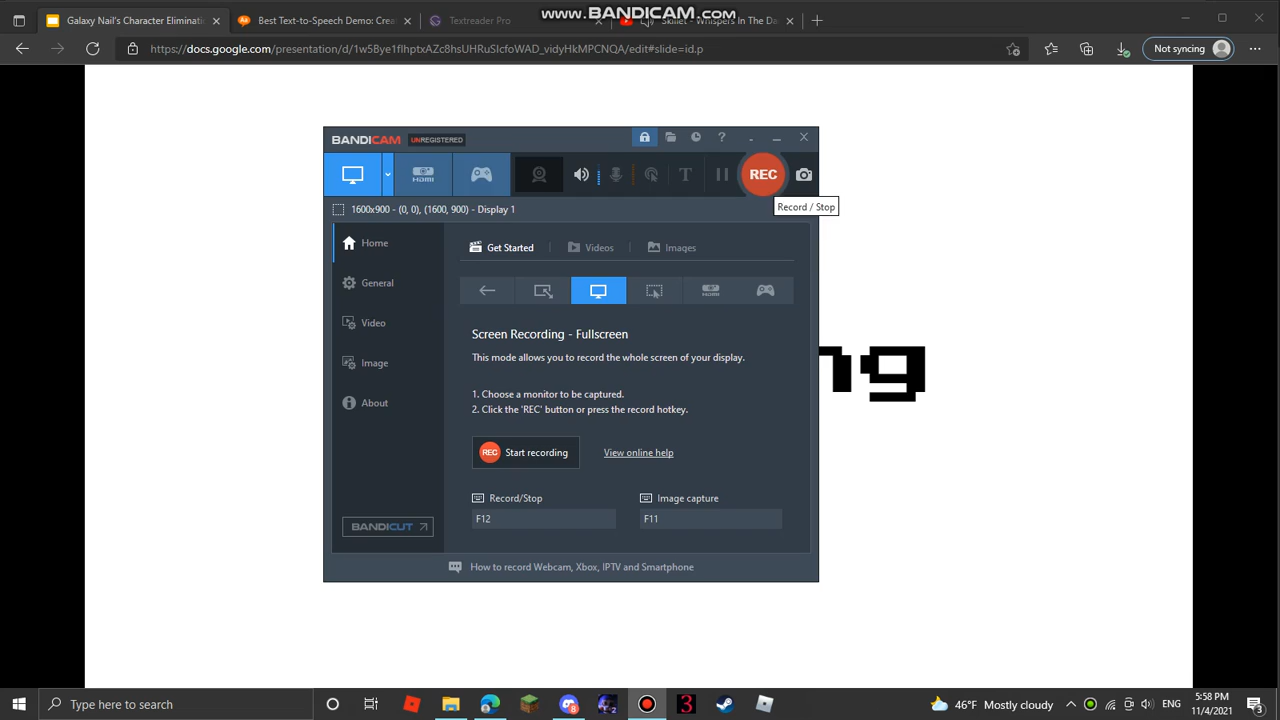 www.BANDICAM.com
Galaxy Nail's Character Eliminati
Best Text-to-Speech Demo: Crea
Textreader Pro
Skillet - Whispers In The Da
https://docs.google.com/presentation/d/1w5Bye1fIhptxAZc8hsUHRuSIcfoWAD_vidyHkMPCNQA/edit#slide=id.p
Not syncing
BANDICAM
UNREGISTERED
HDMI
T
REC
Record / Stop
1600x900 - (0, 0), (1600, 900) - Display 1
Home
General
Video
Image
About
BANDICUT
Get Started
Videos
Images
HDMI
Screen Recording - Fullscreen
This mode allows you to record the whole screen of your display.
1. Choose a monitor to be captured.
2. Click the 'REC' button or press the record hotkey.
REC Start recording
View online help
Record/Stop
Image capture
F12
F11
How to record Webcam, Xbox, IPTV and Smartphone
ng
Type here to search
46°F Mostly cloudy
ENG
5:58 PM
11/4/2021
3